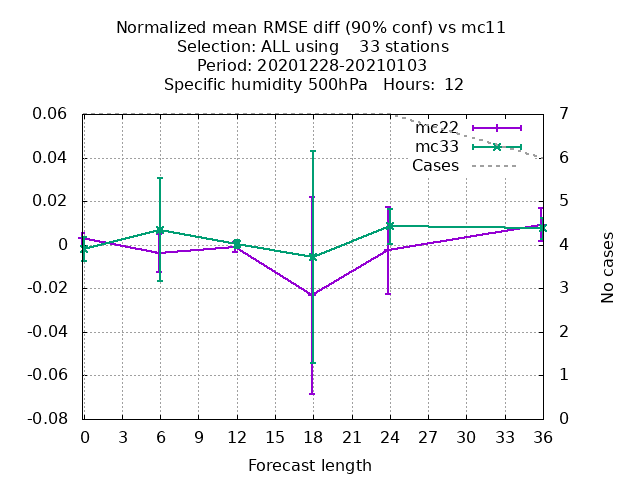 Normalized mean RMSE diff (90% conf) vs mc11
Selection: ALL using    33 stations
Period: 20201228-20210103
Specific humidity 500hPa   Hours:  12
mc22
mc33
Cases
0.06
0.04
0.02
0
-0.02
-0.04
-0.06
-0.08
7
6
5
4
3
2
1
0
No cases
0 3 6 9 12 15 18 21 24 27 30 33 36
Forecast length